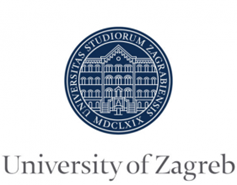 UNIVERSITAS STUDIORUM ZAGRABIENSIS
MDCLXIX
University of Zagreb